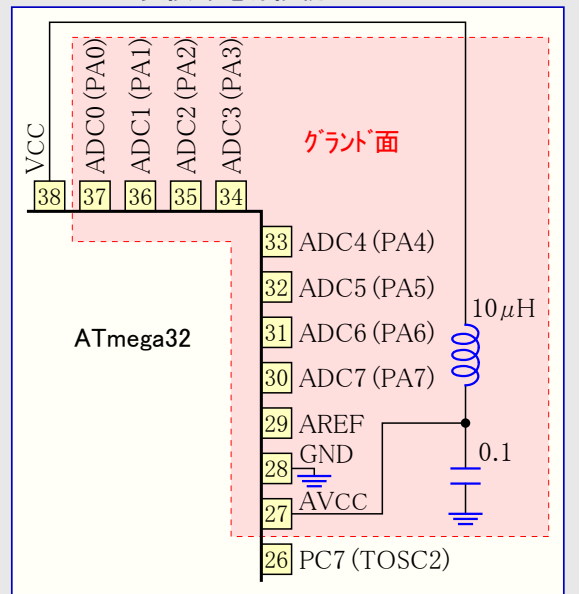 VCC
ADC0 (PA0)
ADC1 (PA1)
ADC2 (PA2)
ADC3 (PA3)
グランド面
38
37
36
35
34
33 ADC4 (PA4)
32 ADC5 (PA5)
31 ADC6 (PA6)
30 ADC7 (PA7)
29 AREF
28 GND
27 AVCC
26 PC7 (TOSC2)
ATmega32
10μH
0.1